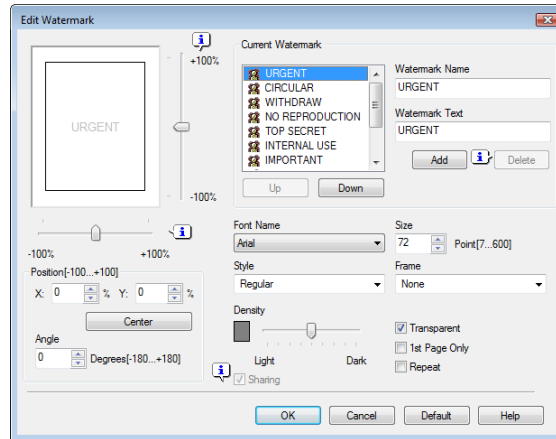 Edit Watermark
+100%
URGENT
-100%
-100%
+100%
Position[-100...+100]
X: 0 % Y: 0 %
Center
Angle
0 Degrees[-180...+180]
Current Watermark
URGENT
CIRCULAR
WITHDRAW
NO REPRODUCTION
TOP SECRET
INTERNAL USE
IMPORTANT
Up
Down
Watermark Name
URGENT
Watermark Text
URGENT
Add
Delete
Font Name
Arial
Size
72 Point[7...600]
Style
Regular
Frame
None
Density
Light
Dark
Sharing
Transparent
1st Page Only
Repeat
OK
Cancel
Default
Help